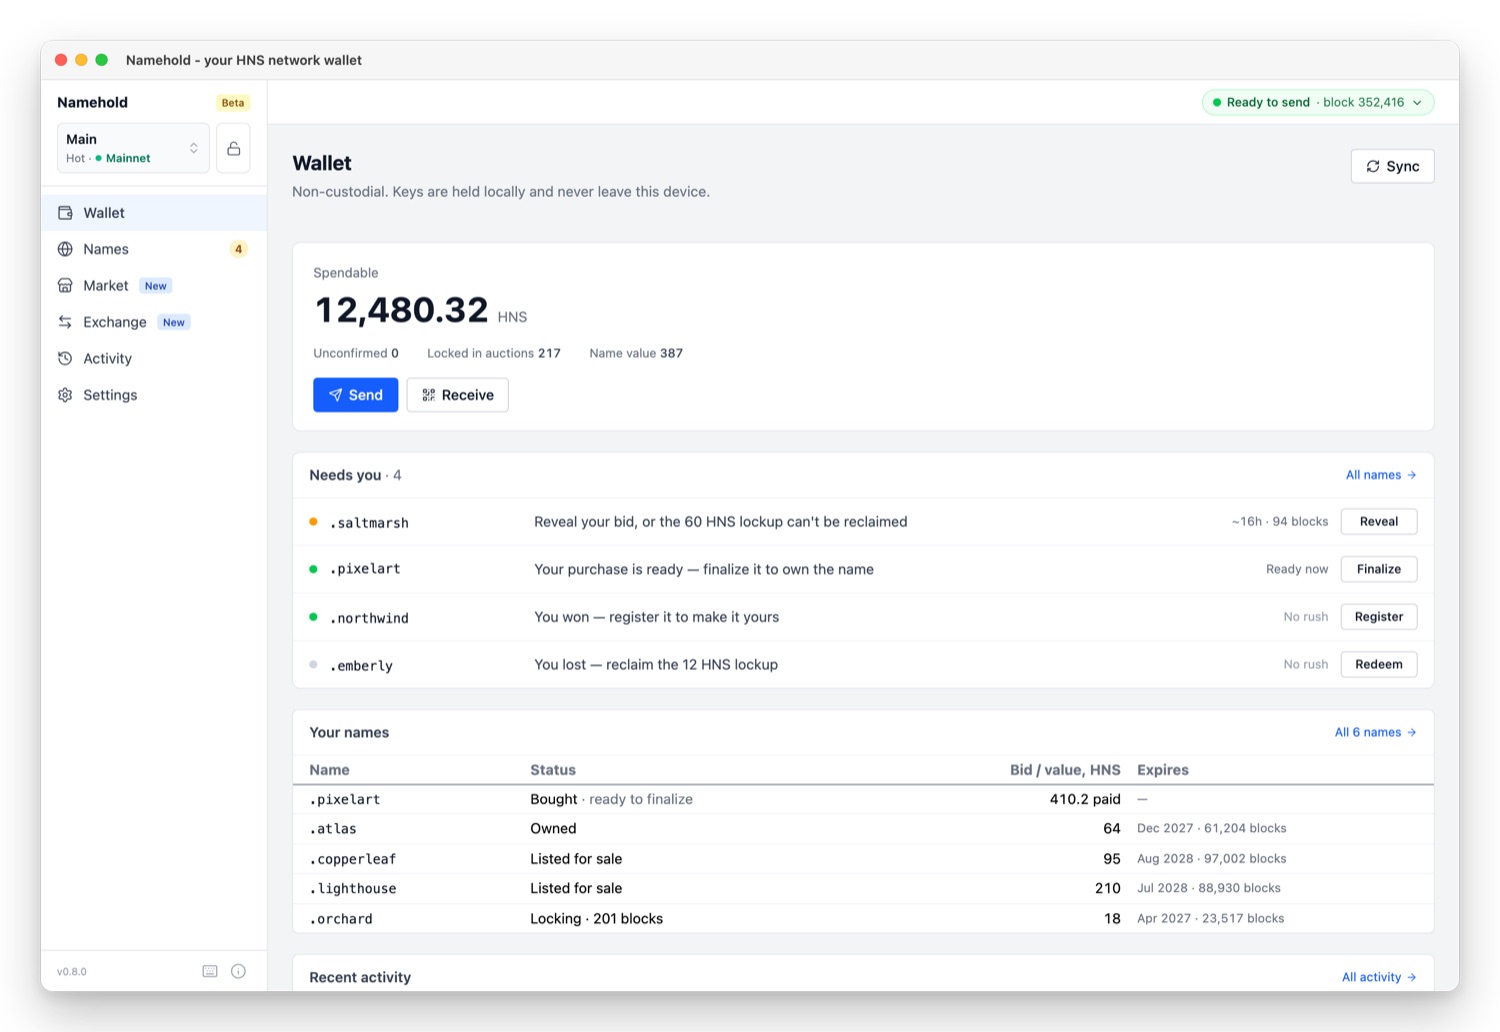 Namehold - your HNS network wallet
Namehold Beta
Main
Hot · Mainnet
Ready to send · block 352,416
Wallet
Names 4
Market New
Exchange New
Activity
Settings
v0.8.0
Wallet
Non-custodial. Keys are held locally and never leave this device.
Sync
Spendable
12,480.32 HNS
Unconfirmed 0 Locked in auctions 217 Name value 387
Send Receive
Needs you · 4 All names →
.saltmarsh Reveal your bid, or the 60 HNS lockup can't be reclaimed ~16h · 94 blocks Reveal
.pixelart Your purchase is ready — finalize it to own the name Ready now Finalize
.northwind You won — register it to make it yours No rush Register
.emberly You lost — reclaim the 12 HNS lockup No rush Redeem
Your names All 6 names →
Name Status Bid / value, HNS Expires
.pixelart Bought · ready to finalize 410.2 paid —
.atlas Owned 64 Dec 2027 · 61,204 blocks
.copperleaf Listed for sale 95 Aug 2028 · 97,002 blocks
.lighthouse Listed for sale 210 Jul 2028 · 88,930 blocks
.orchard Locking · 201 blocks 18 Apr 2027 · 23,517 blocks
Recent activity All activity →